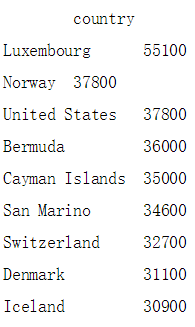 country
Luxembourg 55100
Norway 37800
United States 37800
Bermuda 36000
Cayman Islands 35000
San Marino 34600
Switzerland 32700
Denmark 31100
Iceland 30900